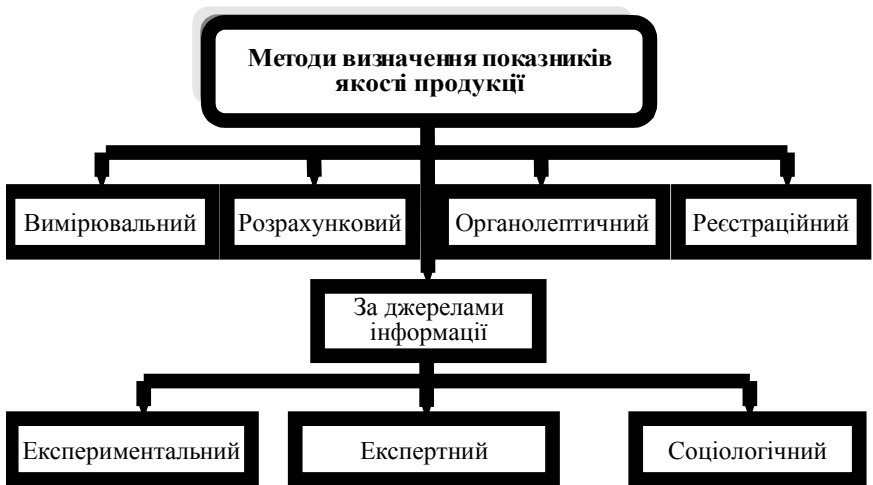 Методи визначення показників
якості продукції
Вимірювальний
Розрахунковий
Органолептичний
Реєстраційний
За джерелами
інформації
Експериментальний
Експертний
Соціологічний